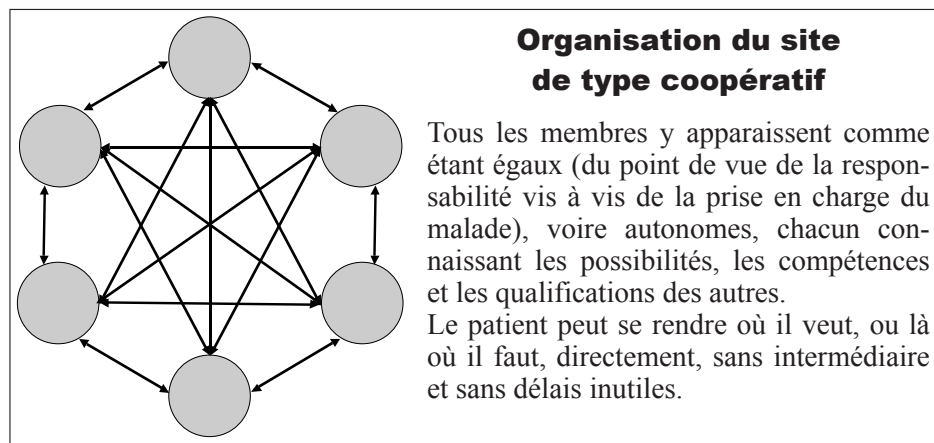 Organisation du site
de type coopératif
Tous les membres y apparaissent comme
étant égaux (du point de vue de la respon-
sabilité vis à vis de la prise en charge du
malade), voire autonomes, chacun con-
naissant les possibilités, les compétences
et les qualifications des autres.
Le patient peut se rendre où il veut, ou là
où il faut, directement, sans intermédiaire
et sans délais inutiles.